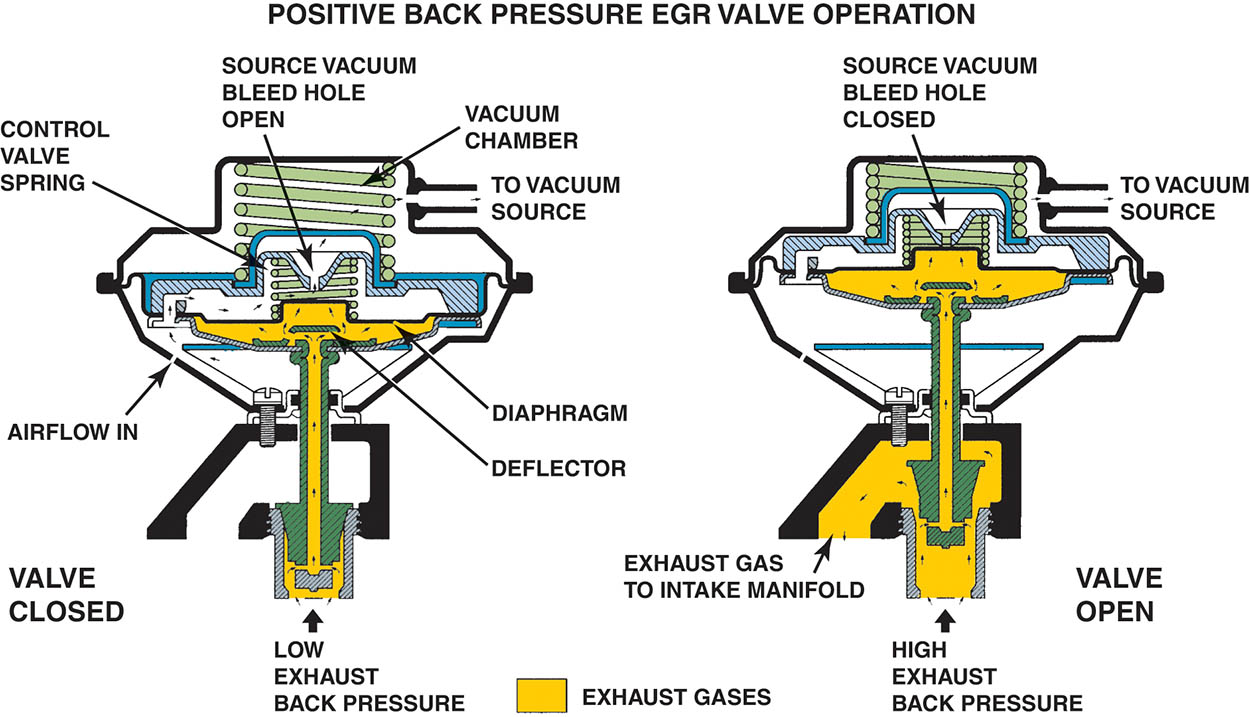 POSITIVE BACK PRESSURE EGR VALVE OPERATION
SOURCE VACUUM
BLEED HOLE
OPEN
CONTROL
VALVE
SPRING
VACUUM
CHAMBER
TO VACUUM
SOURCE
AIRFLOW IN
DIAPHRAGM
DEFLECTOR
VALVE
CLOSED
LOW
EXHAUST
BACK PRESSURE
SOURCE VACUUM
BLEED HOLE
CLOSED
TO VACUUM
SOURCE
EXHAUST GAS
TO INTAKE MANIFOLD
VALVE
OPEN
HIGH
EXHAUST
BACK PRESSURE
EXHAUST GASES